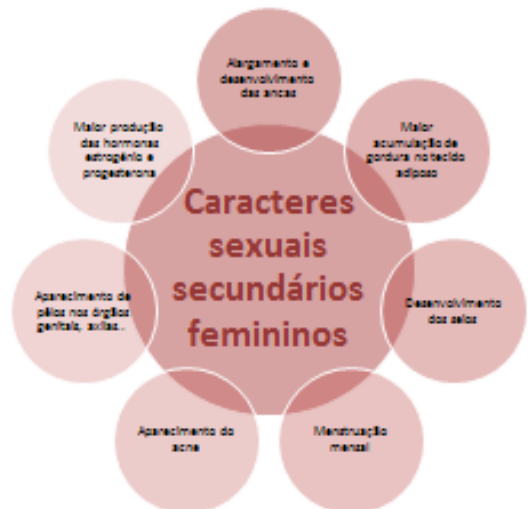 Alargamento e
desenvolvimento
das ancas
Maior
acumulação de
gordura no tecido
adiposo
Desenvolvimento
dos seios
Menstruação
mensal
Aparecimento do
acne
Aparecimento de
pêlos nos órgãos
genitais, axilas...
Maior produção
das hormonas
estrogénio e
progesterona
Caracteres
sexuais
secundários
femininos